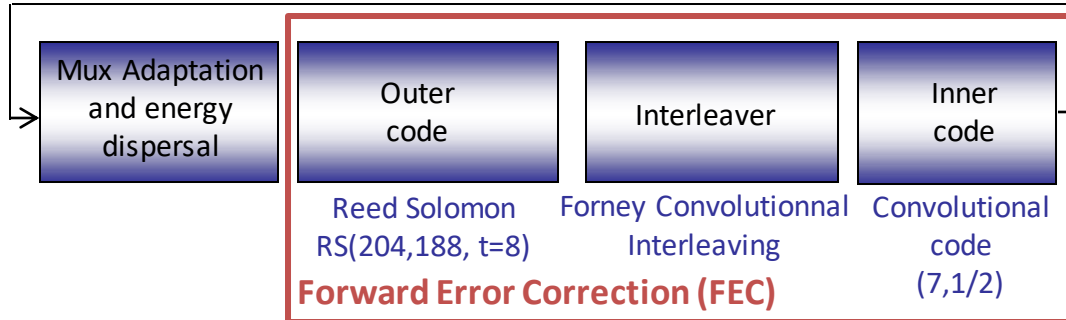 Mux Adaptation
and energy
dispersal
Outer
code
Interleaver
Inner
code
Reed Solomon
RS(204,188, t=8)
Forney Convolutionnal
Interleaving
Convolutional
code
(7,1/2)
Forward Error Correction (FEC)